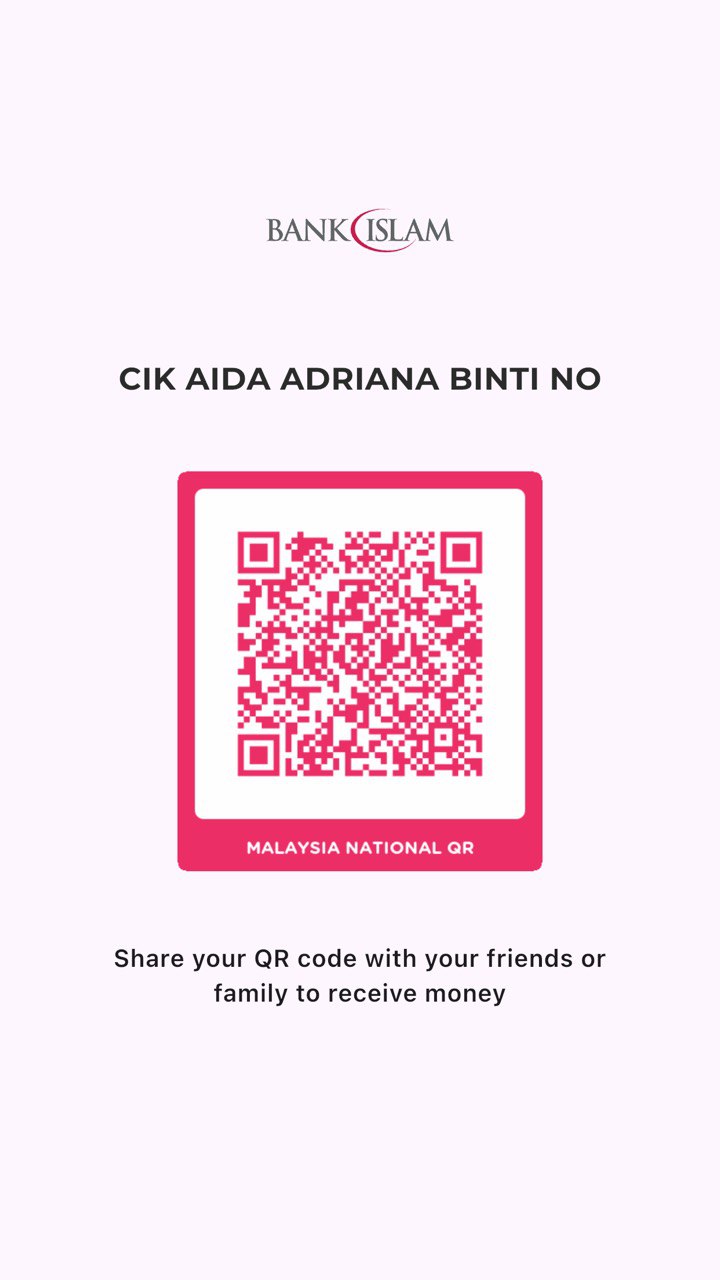 BANK ISLAM
CIK AIDA ADRIANA BINTI NO
MALAYSIA NATIONAL QR
Share your QR code with your friends or
family to receive money